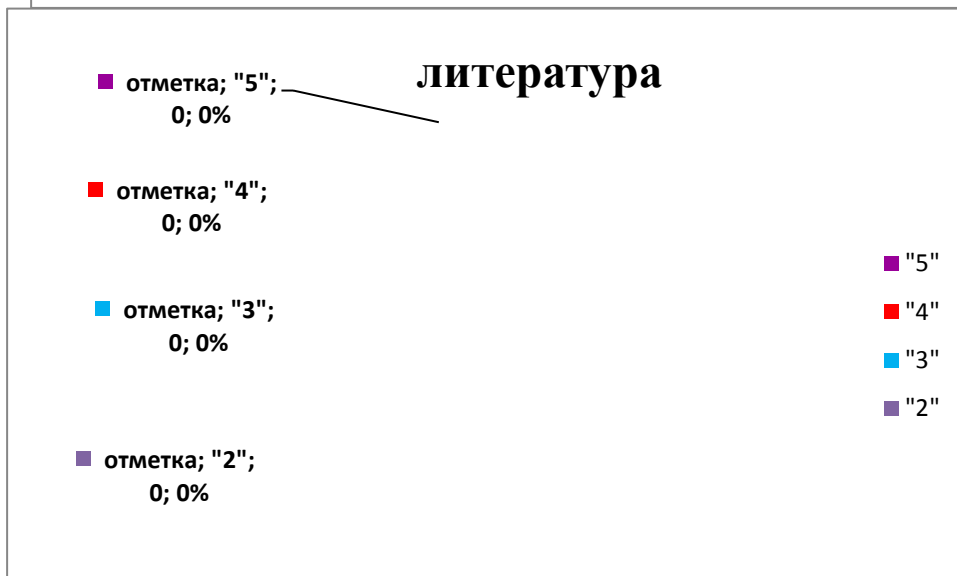 литература
отметка; "5";
0; 0%
отметка; "4";
0; 0%
отметка; "3";
0; 0%
отметка; "2";
0; 0%
"5"
"4"
"3"
"2"